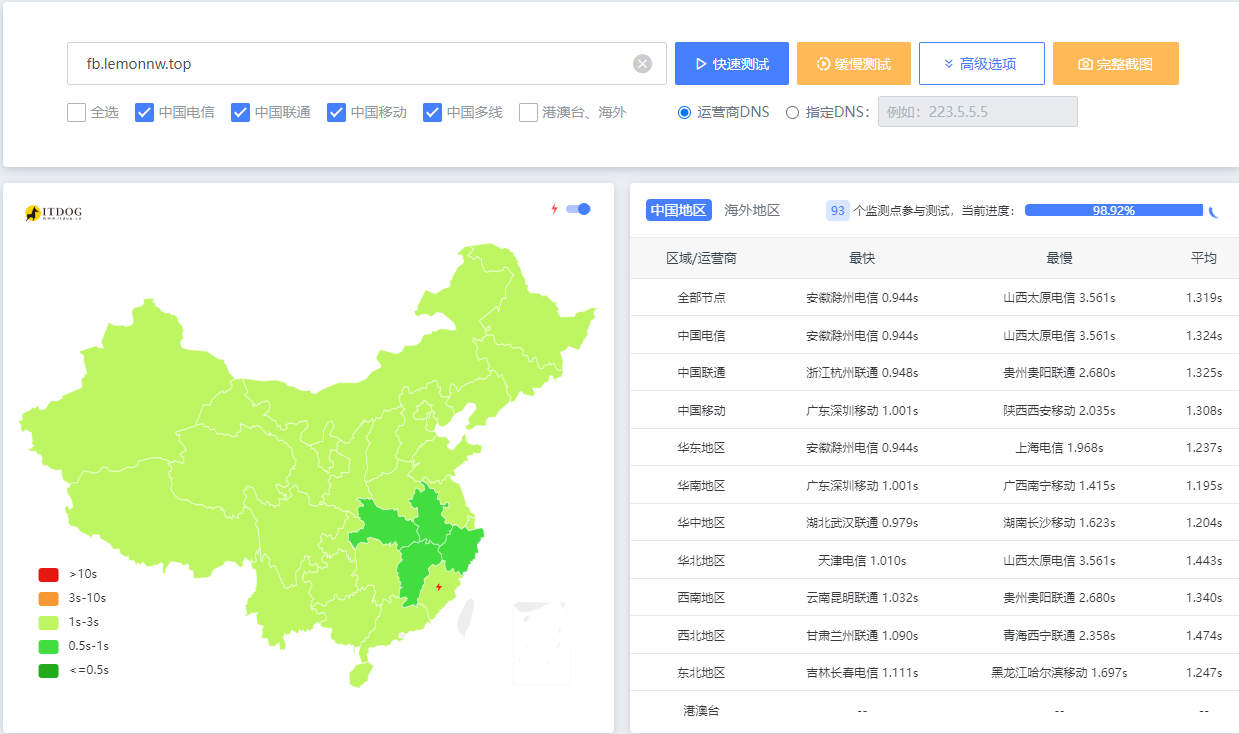 fb.lemonnw.top
快速测试
缓慢测试
高级选项
完整截图
全选 中国电信 中国联通 中国移动 中国多线 港澳台、海外 运营商DNS 指定DNS： 例如：223.5.5.5
ITDOG
www.itdog.cn
>10s
3s-10s
1s-3s
0.5s-1s
<=0.5s
中国地区 海外地区 93 个监测点参与测试，当前进度： 98.92%
区域/运营商 最快 最慢 平均
全部节点 安徽滁州电信 0.944s 山西太原电信 3.561s 1.319s
中国电信 安徽滁州电信 0.944s 山西太原电信 3.561s 1.324s
中国联通 浙江杭州联通 0.948s 贵州贵阳联通 2.680s 1.325s
中国移动 广东深圳移动 1.001s 陕西西安移动 2.035s 1.308s
华东地区 安徽滁州电信 0.944s 上海电信 1.968s 1.237s
华南地区 广东深圳移动 1.001s 广西南宁移动 1.415s 1.195s
华中地区 湖北武汉联通 0.979s 湖南长沙移动 1.623s 1.204s
华北地区 天津电信 1.010s 山西太原电信 3.561s 1.443s
西南地区 云南昆明联通 1.032s 贵州贵阳联通 2.680s 1.340s
西北地区 甘肃兰州联通 1.090s 青海西宁联通 2.358s 1.474s
东北地区 吉林长春电信 1.111s 黑龙江哈尔滨移动 1.697s 1.247s
港澳台 -- -- --